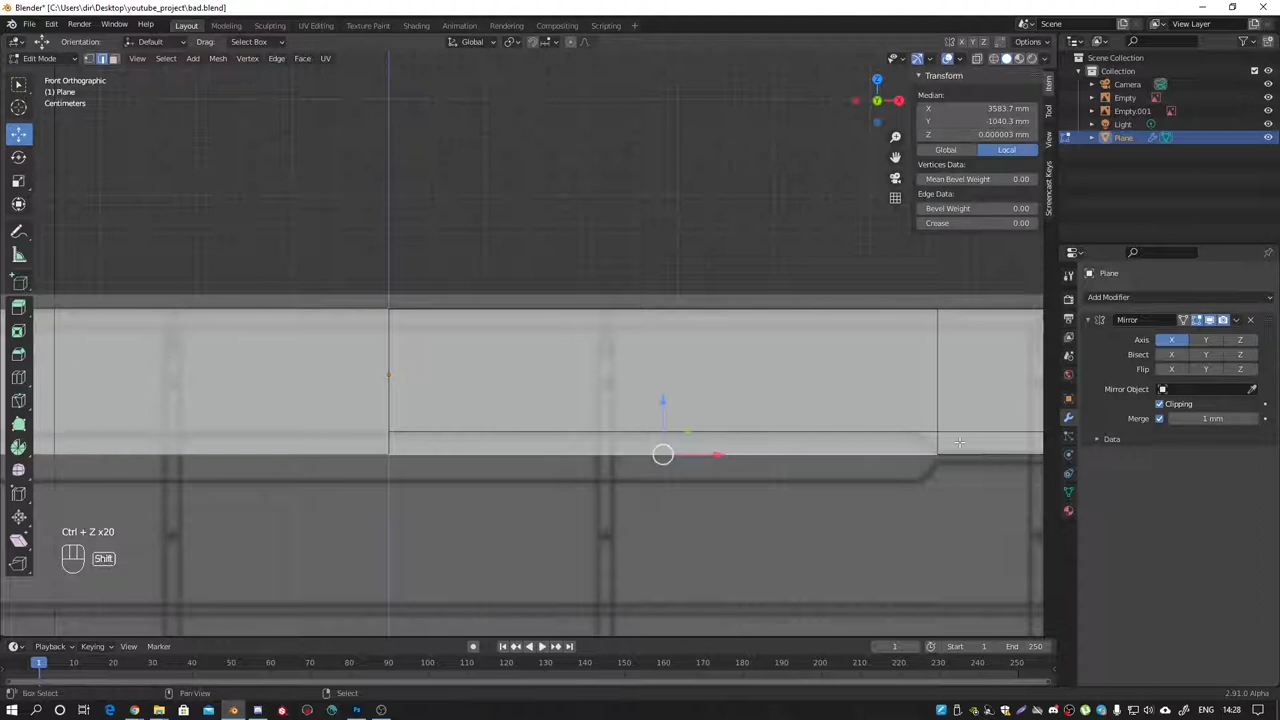 Blender* [C:\Users\dir\Desktop\youtube_project\bad.blend]
File Edit Render Window Help Layout Modeling Sculpting UV Editing Texture Paint Shading Animation Rendering Compositing Scripting Scene View Layer
Orientation: Default Drag: Select Box Global X Y Z Options
Edit Mode View Select Add Mesh Vertex Edge Face UV
Front Orthographic
(1) Plane
Centimeters
Z
Y
X
Transform
Median:
X 3583.7 mm
Y -1040.3 mm
Z 0.000003 mm
Global Local
Vertices Data:
Mean Bevel Weight 0.00
Edge Data:
Bevel Weight 0.00
Crease 0.00
Item
Tool
View
Screencast Keys
Scene Collection
Collection
Camera
Empty
Empty.001
Light
Plane
Plane
Add Modifier
Mirror
Axis X Y Z
Bisect X Y Z
Flip X Y Z
Mirror Object
Clipping
Merge 1 mm
Data
Ctrl + Z x20
Shift
Playback Keying View Marker 1 Start 1 End 250
1 10 20 30 40 50 60 70 80 90 100 110 120 130 140 150 160 170 180 190 200 210 220 230 240 250
Box Select Pan View Select 2.91.0 Alpha
ENG 14:28